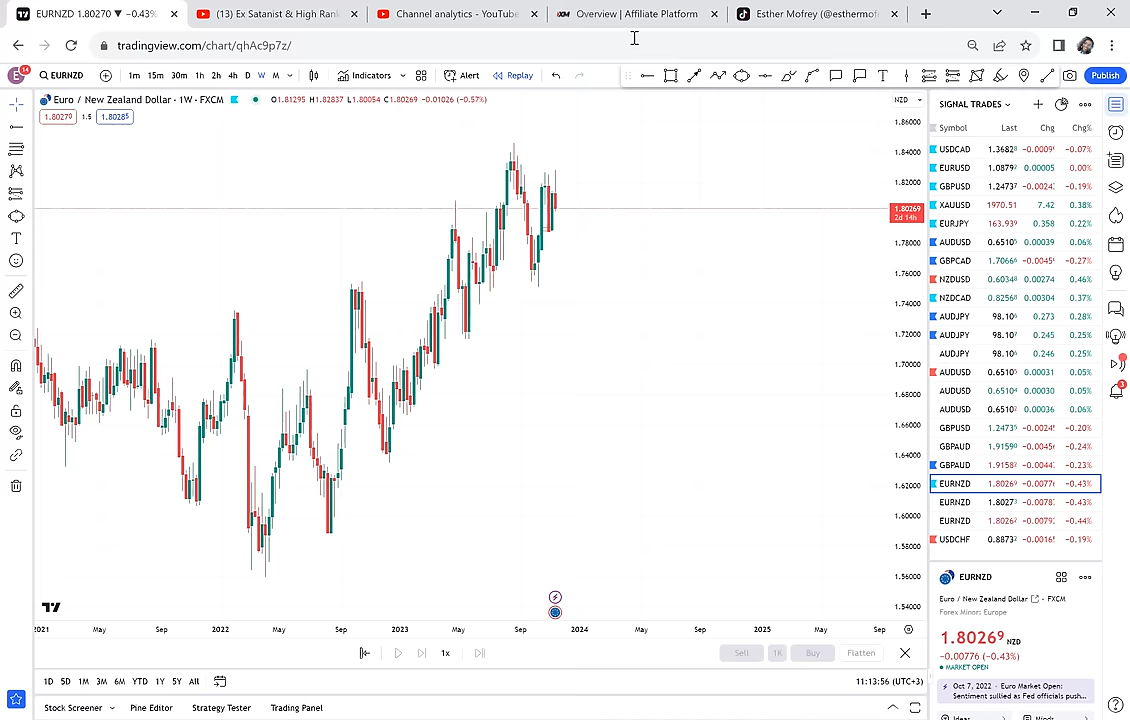 EURNZD 1.80270 ▼ −0.43%
(13) Ex Satanist & High Rank
Channel analytics - YouTube
Overview | Affiliate Platform
Esther Mofrey (@esthermof
tradingview.com/chart/qhAc9p7z/
E 14 EURNZD 1m 15m 30m 1h 2h 4h D W M Indicators Alert Replay Publish
Euro / New Zealand Dollar · 1W · FXCM O1.81295 H1.82837 L1.80054 C1.80269 −0.01026 (−0.57%)
1.80270 1.5 1.80285
NZD
1.86000
1.84000
1.82000
1.80269
2d 14h
1.78000
1.76000
1.74000
1.72000
1.70000
1.68000
1.66000
1.64000
1.62000
1.60000
1.58000
1.56000
1.54000
2021 May Sep 2022 May Sep 2023 May Sep 2024 May Sep 2025 May Sep
1x Sell 1K Buy Flatten
1D 5D 1M 3M 6M YTD 1Y 5Y All 11:13:56 (UTC+3)
Stock Screener Pine Editor Strategy Tester Trading Panel
SIGNAL TRADES
Symbol Last Chg Chg%
USDCAD 1.3682 −0.0009 −0.07%
EURUSD 1.0879 0.00005 0.00%
GBPUSD 1.2473 −0.0024 −0.19%
XAUUSD 1970.51 7.42 0.38%
EURJPY 163.939 0.358 0.22%
AUDUSD 0.6510 0.00039 0.06%
GBPCAD 1.7066 −0.0045 −0.27%
NZDUSD 0.6034 0.00274 0.46%
NZDCAD 0.8256 0.00304 0.37%
AUDJPY 98.10 0.273 0.28%
AUDJPY 98.10 0.245 0.25%
AUDJPY 98.10 0.246 0.25%
AUDUSD 0.6510 0.00031 0.05%
AUDUSD 0.6510 0.00030 0.05%
AUDUSD 0.6510 0.00036 0.06%
GBPUSD 1.2473 −0.0024 −0.20%
GBPAUD 1.9159 −0.0045 −0.24%
GBPAUD 1.9158 −0.0044 −0.23%
EURNZD 1.8026 −0.0077 −0.43%
EURNZD 1.8027 −0.0078 −0.43%
EURNZD 1.8026 −0.0079 −0.44%
USDCHF 0.8873 −0.0016 −0.19%
EURNZD
Euro / New Zealand Dollar · FXCM
Forex Minor: Europe
1.80269 NZD
−0.00776 (−0.43%)
MARKET OPEN
Oct 7, 2022 · Euro Market Open:
Sentiment sullied as Fed officials push...
Ideas Minds
3